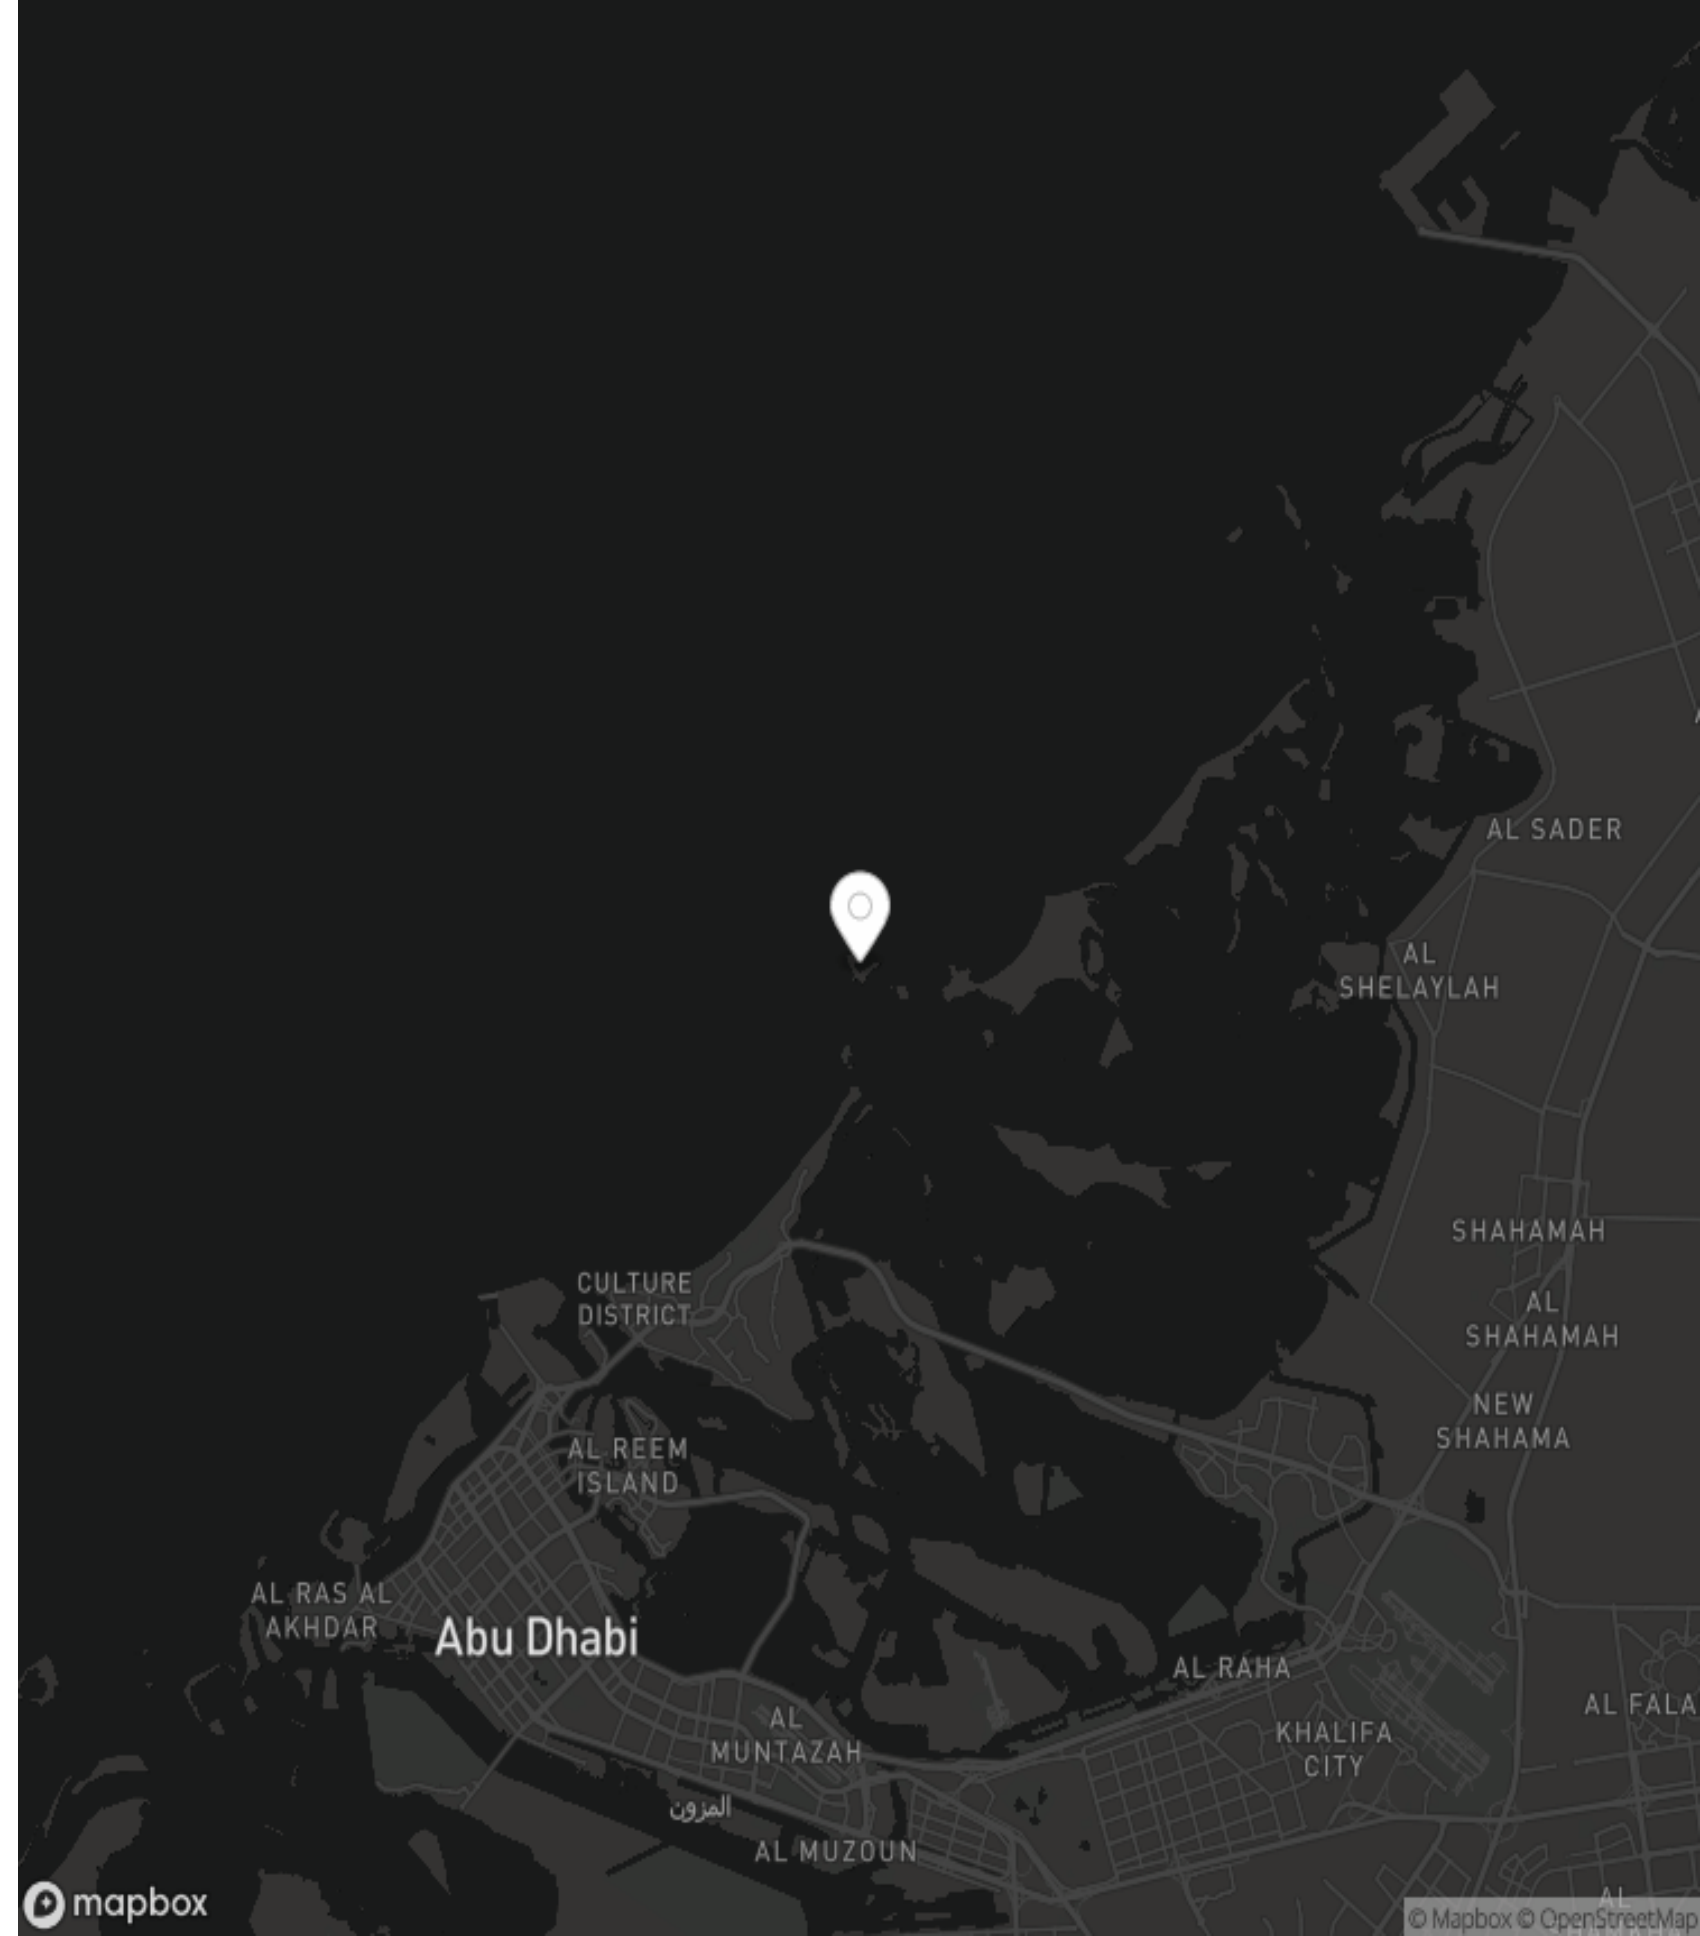 AL SADER
AL
SHELAYLAH
SHAHAMAH
CULTURE
DISTRICT
AL
SHAHAMAH
NEW
SHAHAMA
AL REEM
ISLAND
AL RAS AL
AKHDAR
Abu Dhabi
AL RAHA
AL FALA
AL
MUNTAZAH
KHALIFA
CITY
المزون
AL MUZOUN
mapbox
AL
© Mapbox © OpenStreetMap